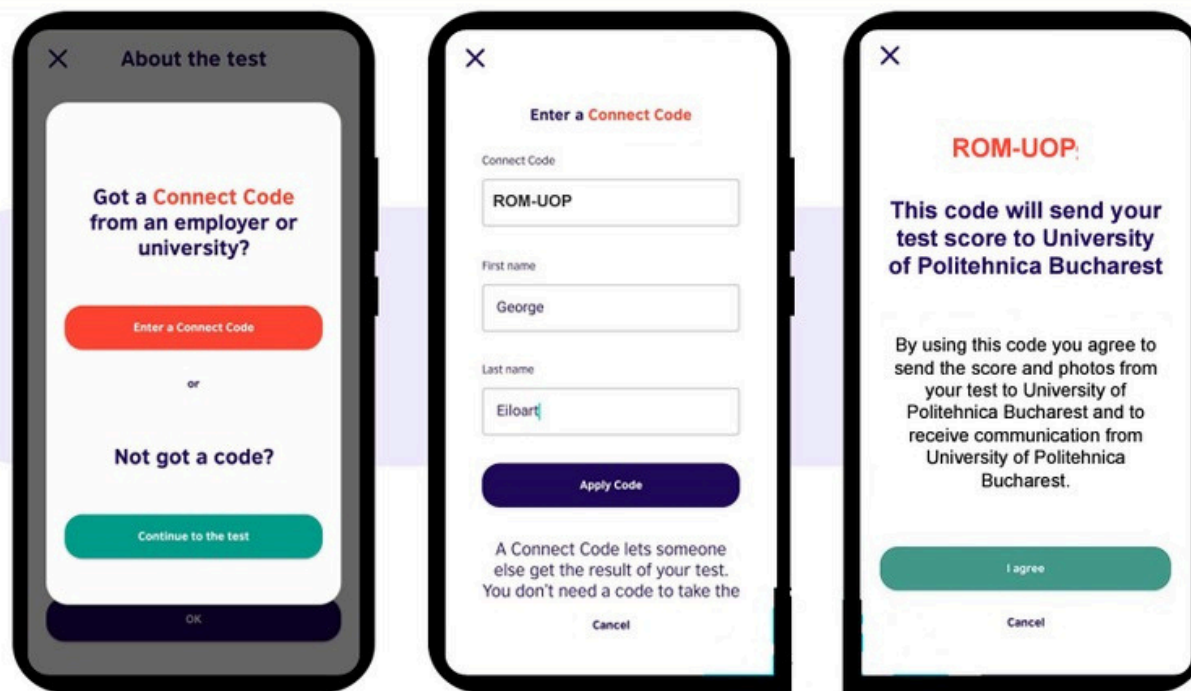 About the test
Got a Connect Code
from an employer or
university?
Enter a Connect Code
or
Not got a code?
Continue to the test
OK
Enter a Connect Code
Connect Code
ROM-UOP
First name
George
Last name
Eiloart
Apply Code
A Connect Code lets someone
else get the result of your test.
You don't need a code to take the
Cancel
ROM-UOP:
This code will send your
test score to University
of Politehnica Bucharest
By using this code you agree to
send the score and photos from
your test to University of
Politehnica Bucharest and to
receive communication from
University of Politehnica
Bucharest.
I agree
Cancel